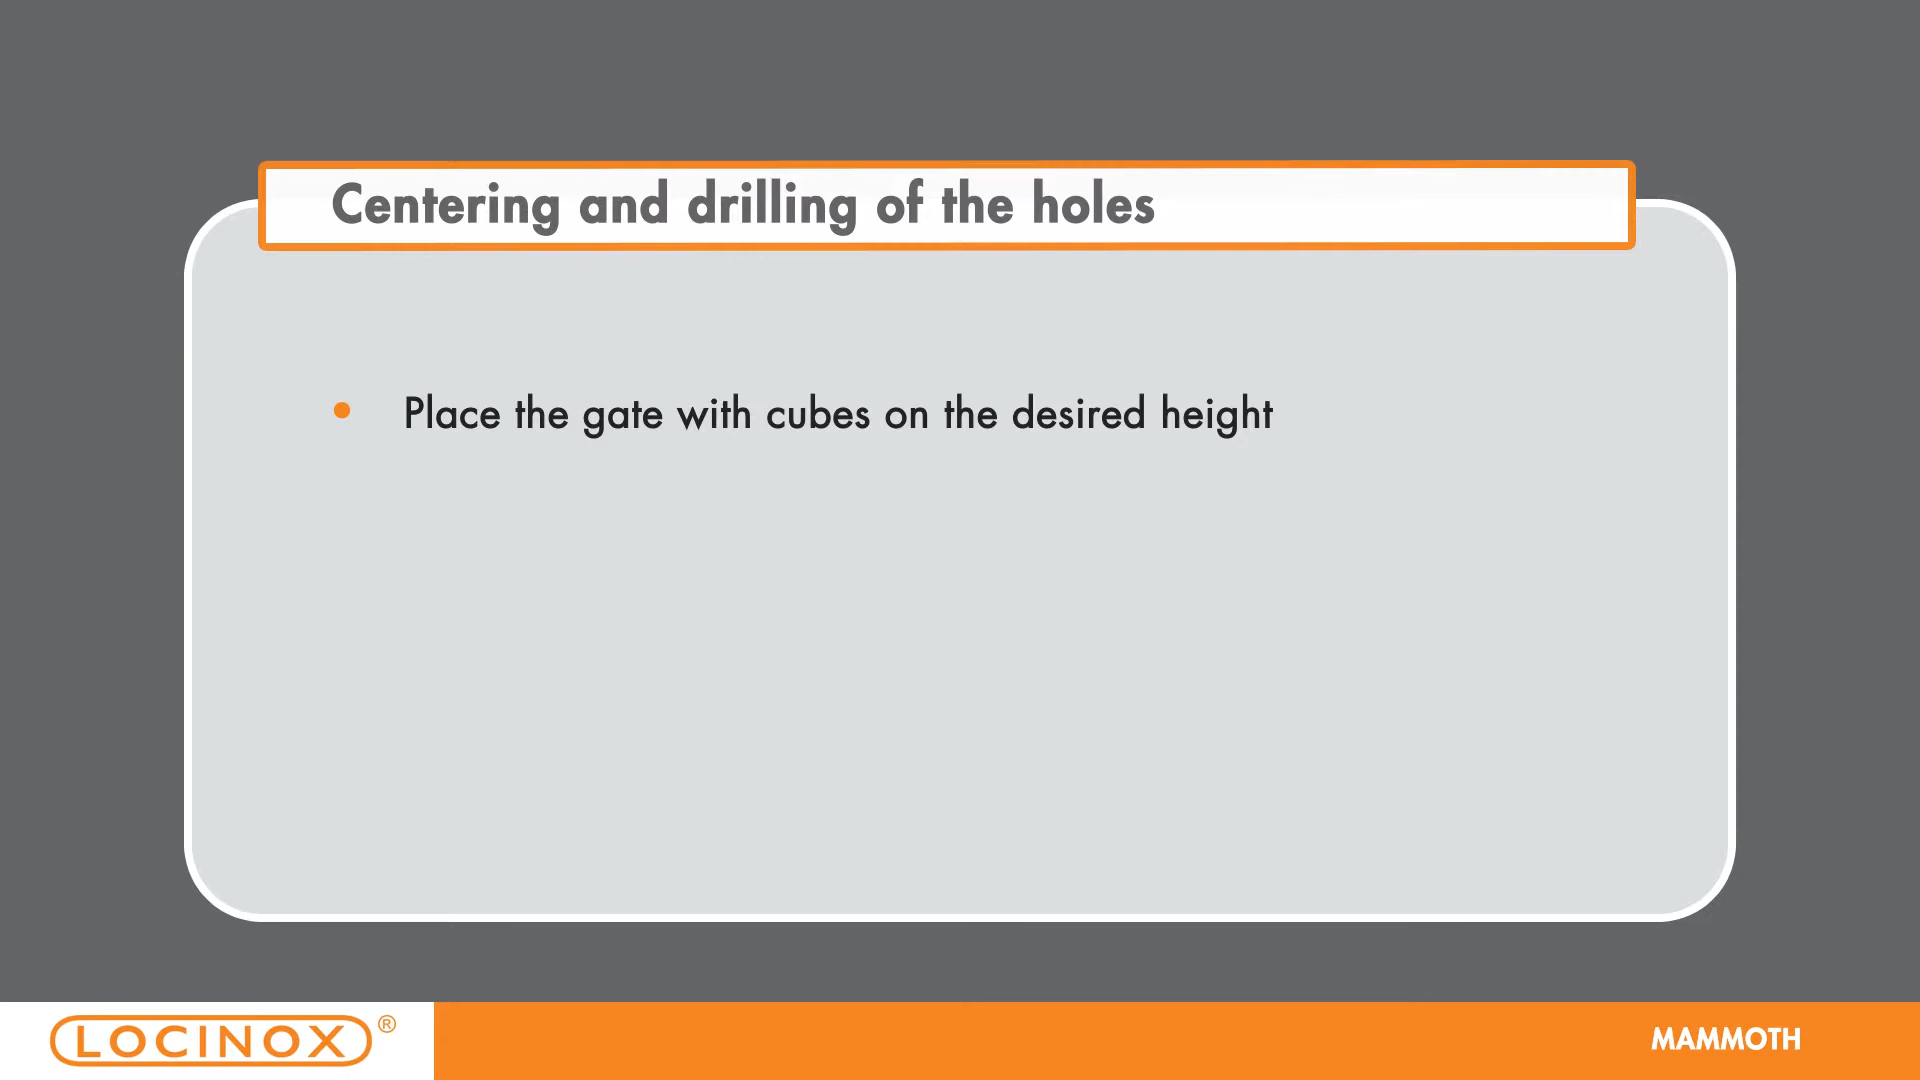 Centering and drilling of the holes
• Place the gate with cubes on the desired height
LOCINOX®
MAMMOTH